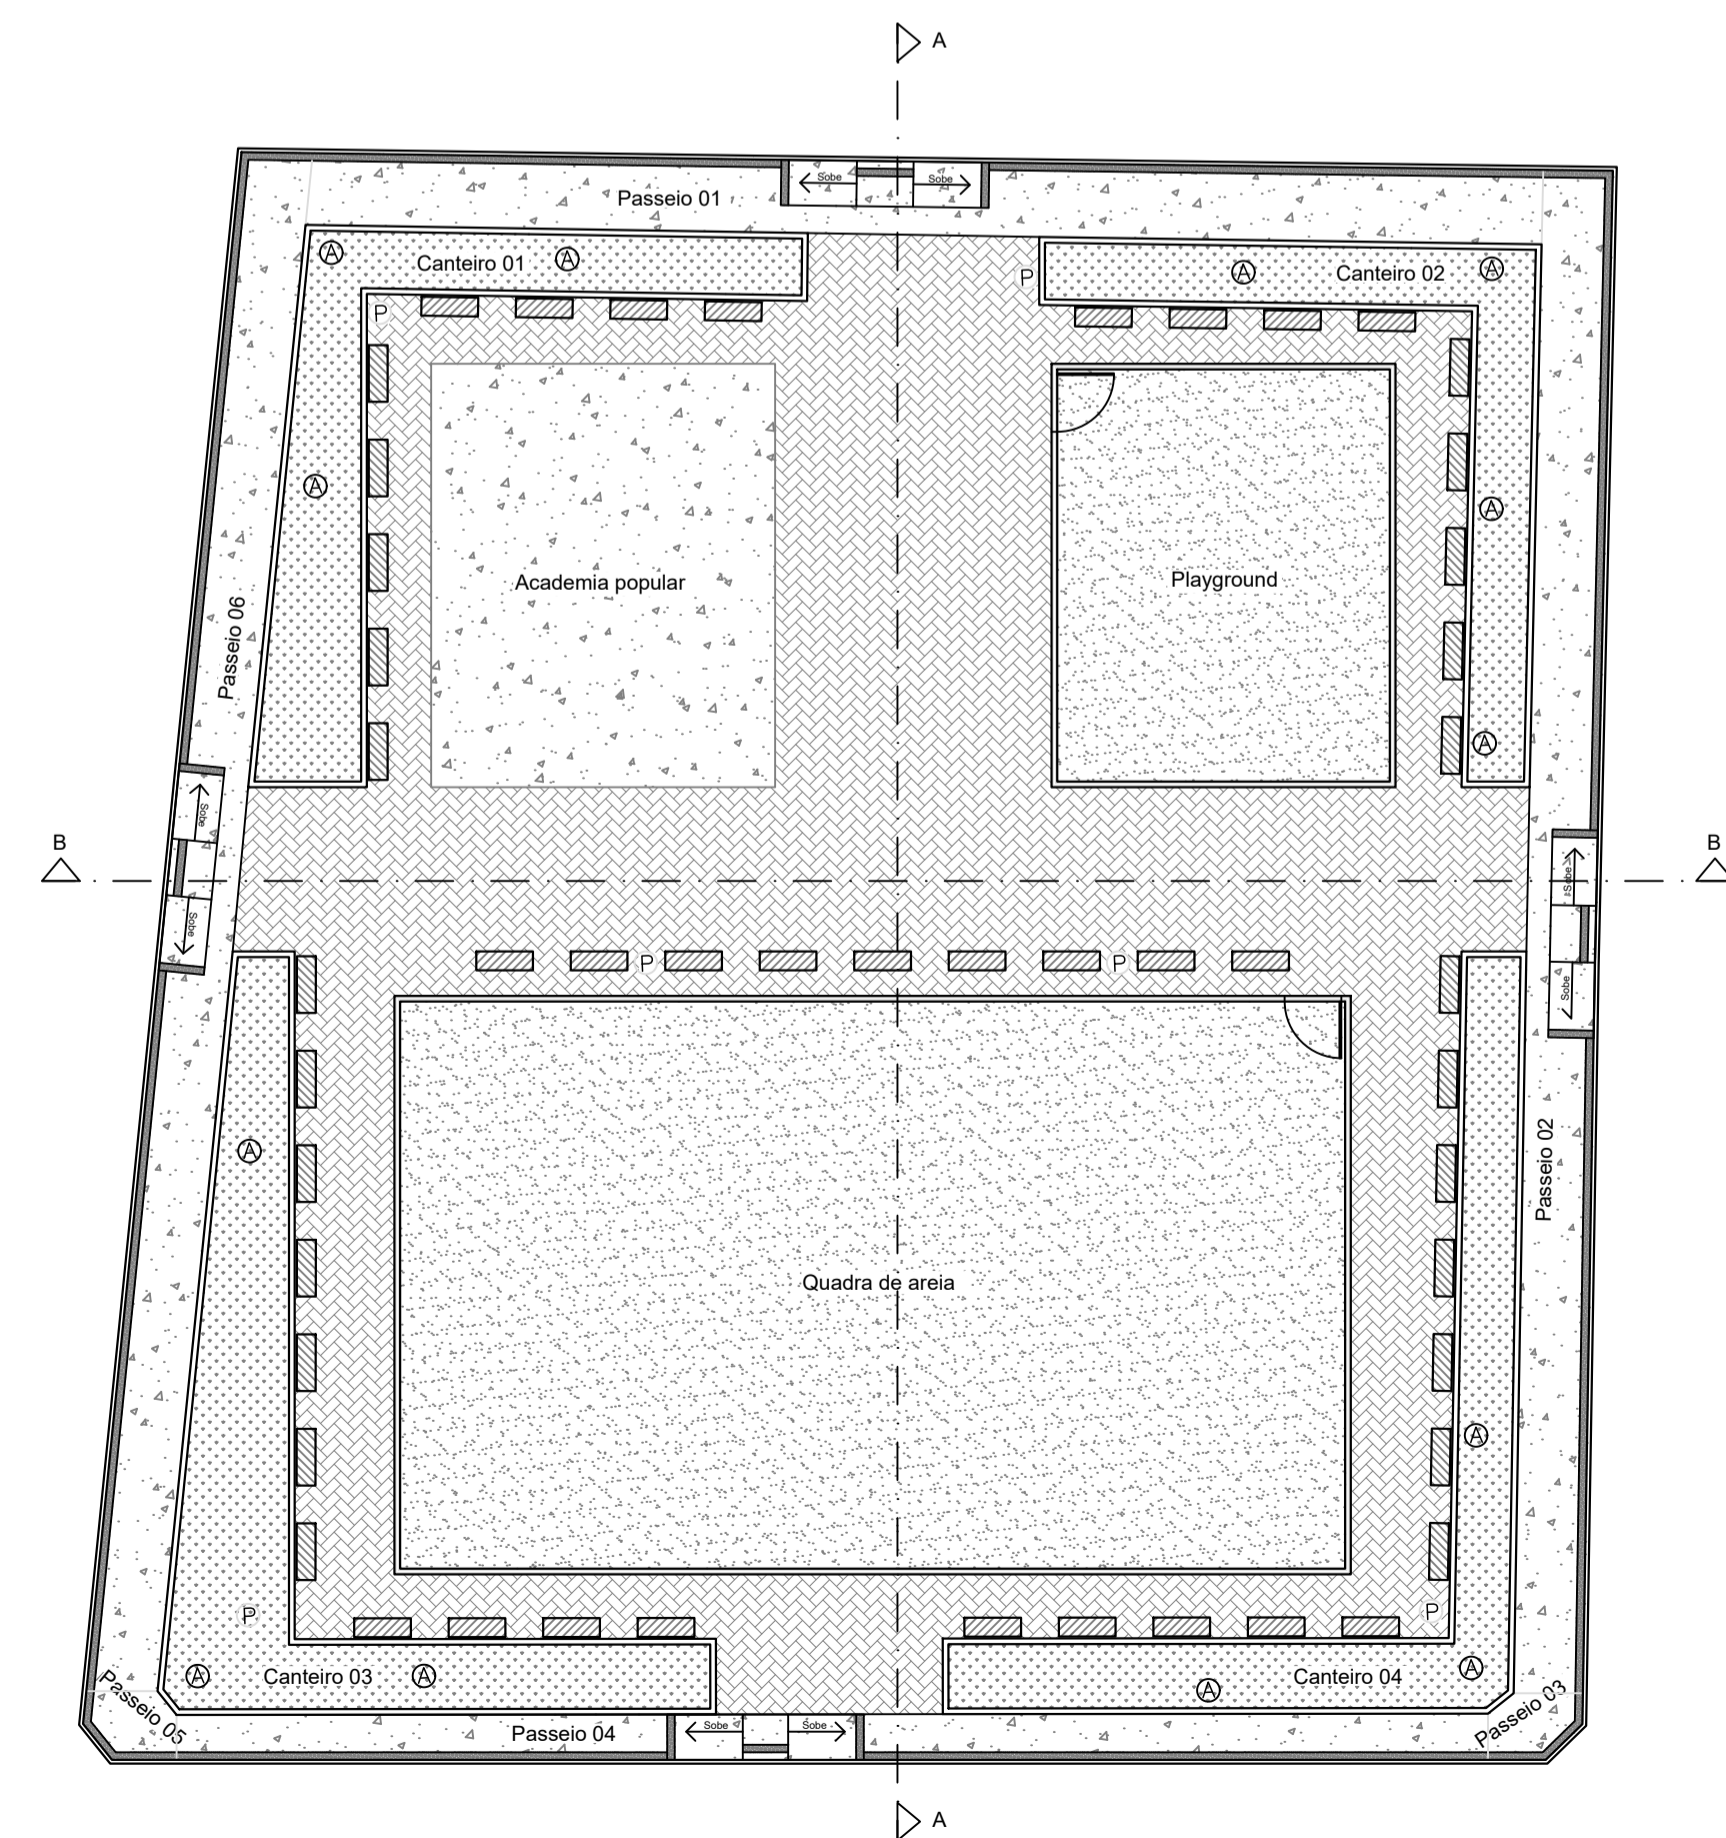 A
Sobe
Sobe
Passeio 01
A
A
Canteiro 01
P
A
Canteiro 02
A
P
A
A
Academia popular
Playground
Passeio 06
A
Sobe
B
B
Sobe
Sobe
Sobe
P
P
A
Passeio 02
Quadra de areia
A
P
P
A
Canteiro 03
A
A
Canteiro 04
A
Passeio 05
Passeio 03
Passeio 04
Sobe
Sobe
A